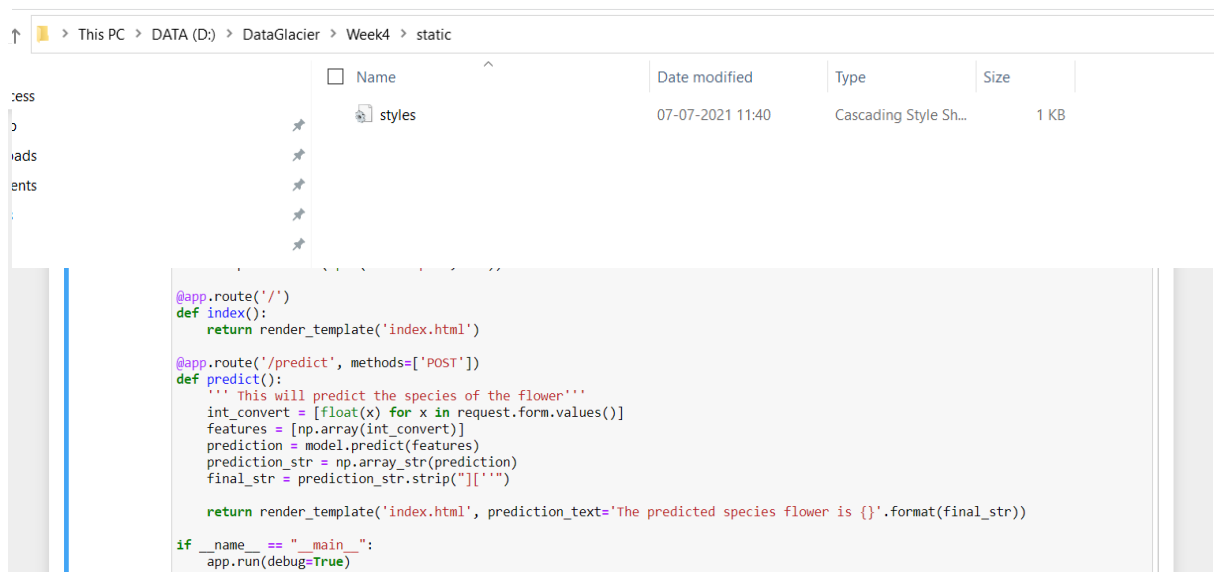 This PC > DATA (D:) > DataGlacier > Week4 > static
Name Date modified Type Size
cess
styles 07-07-2021 11:40 Cascading Style Sh... 1 KB
oads
ents
@app.route('/')
def index():
    return render_template('index.html')
@app.route('/predict', methods=['POST'])
def predict():
    ''' This will predict the species of the flower'''
    int_convert = [float(x) for x in request.form.values()]
    features = [np.array(int_convert)]
    prediction = model.predict(features)
    prediction_str = np.array_str(prediction)
    final_str = prediction_str.strip("][''")
    return render_template('index.html', prediction_text='The predicted species flower is {}'.format(final_str))
if __name__ == "__main__":
    app.run(debug=True)